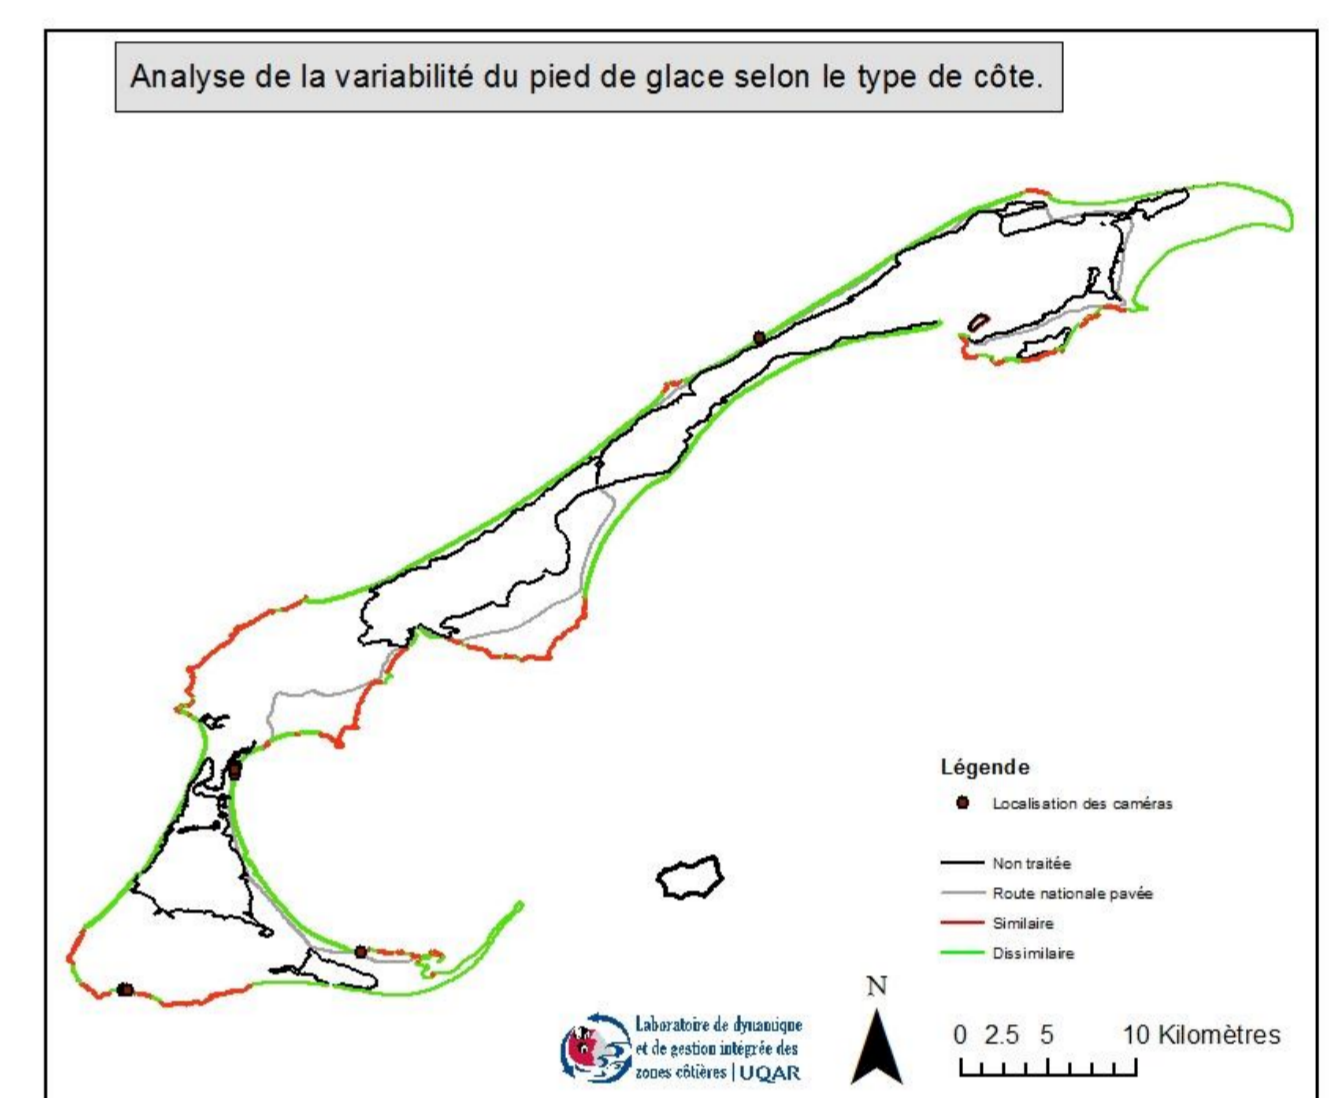 Analyse de la variabilité du pied de glace selon le type de côte.
Légende
Localisation des caméras
Non traitée
Route nationale pavée
Similaire
Dissimilaire
N
Laboratoire de dynamique
et de gestion intégrée des
zones côtières | UQAR
0 2.5 5 10 Kilomètres